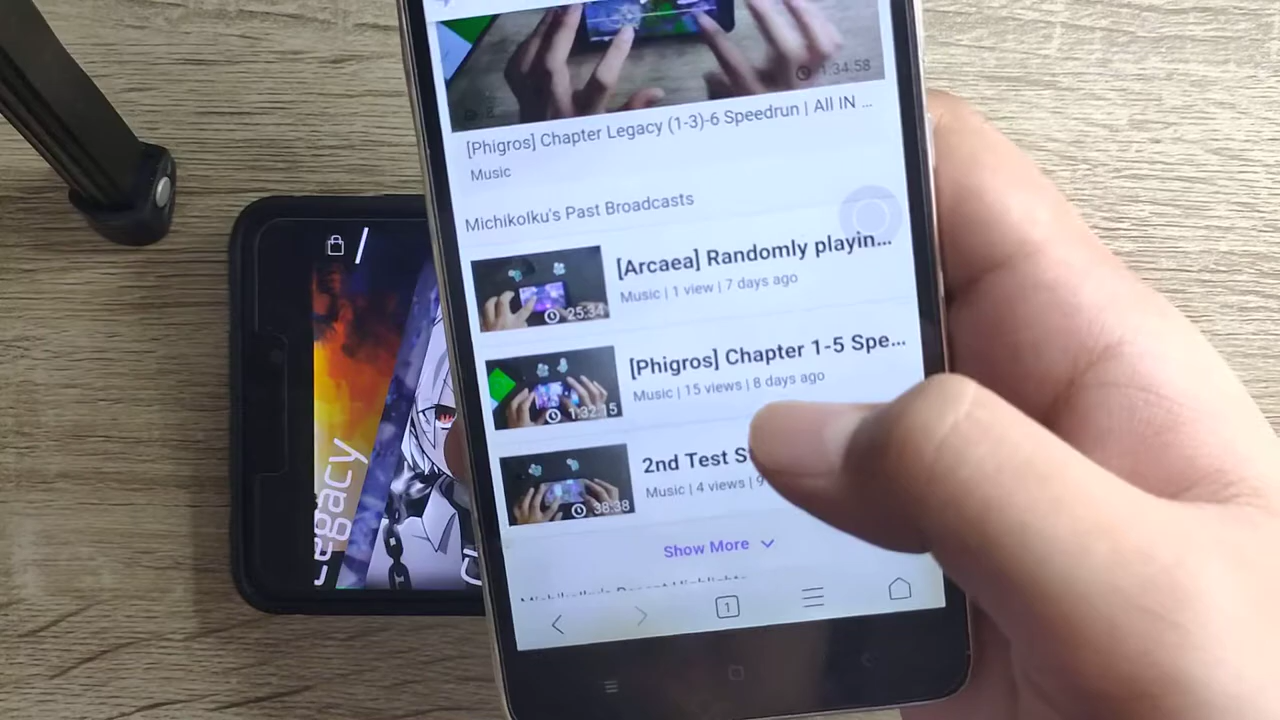 1:34:58
[Phigros] Chapter Legacy (1-3)-6 Speedrun | All IN ...
Music
MichikoIku's Past Broadcasts
[Arcaea] Randomly playin...
Music | 1 view | 7 days ago
25:34
[Phigros] Chapter 1-5 Spe...
Music | 15 views | 8 days ago
1:32:15
2nd Test S
Music | 4 views | 9
38:38
Show More
1
Legacy